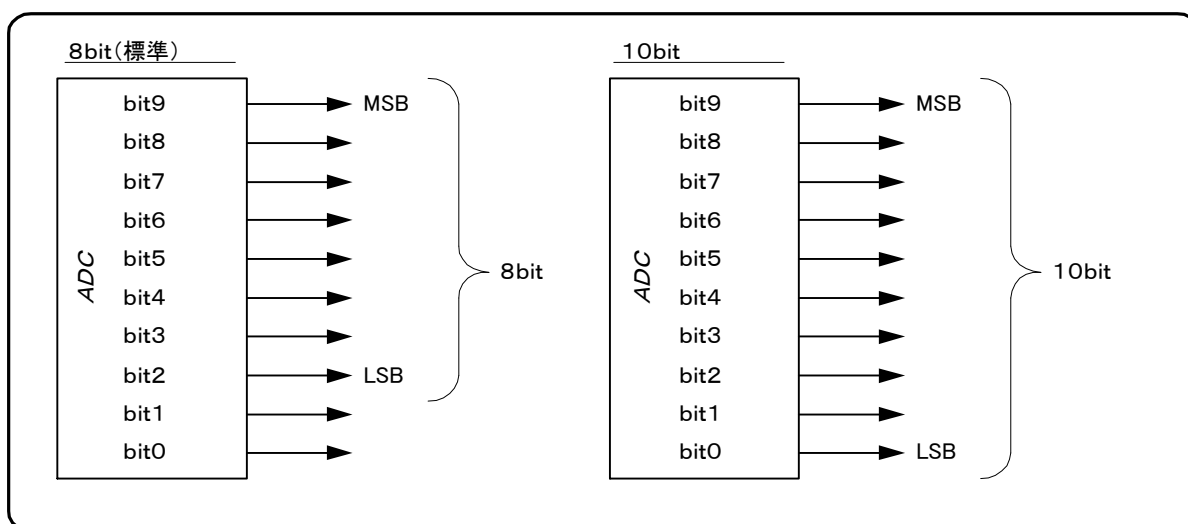 8bit(標準)
ADC
bit9
MSB
bit8
bit7
bit6
bit5
bit4
bit3
bit2
LSB
bit1
bit0
8bit
10bit
ADC
bit9
MSB
bit8
bit7
bit6
bit5
bit4
bit3
bit2
bit1
bit0
LSB
10bit